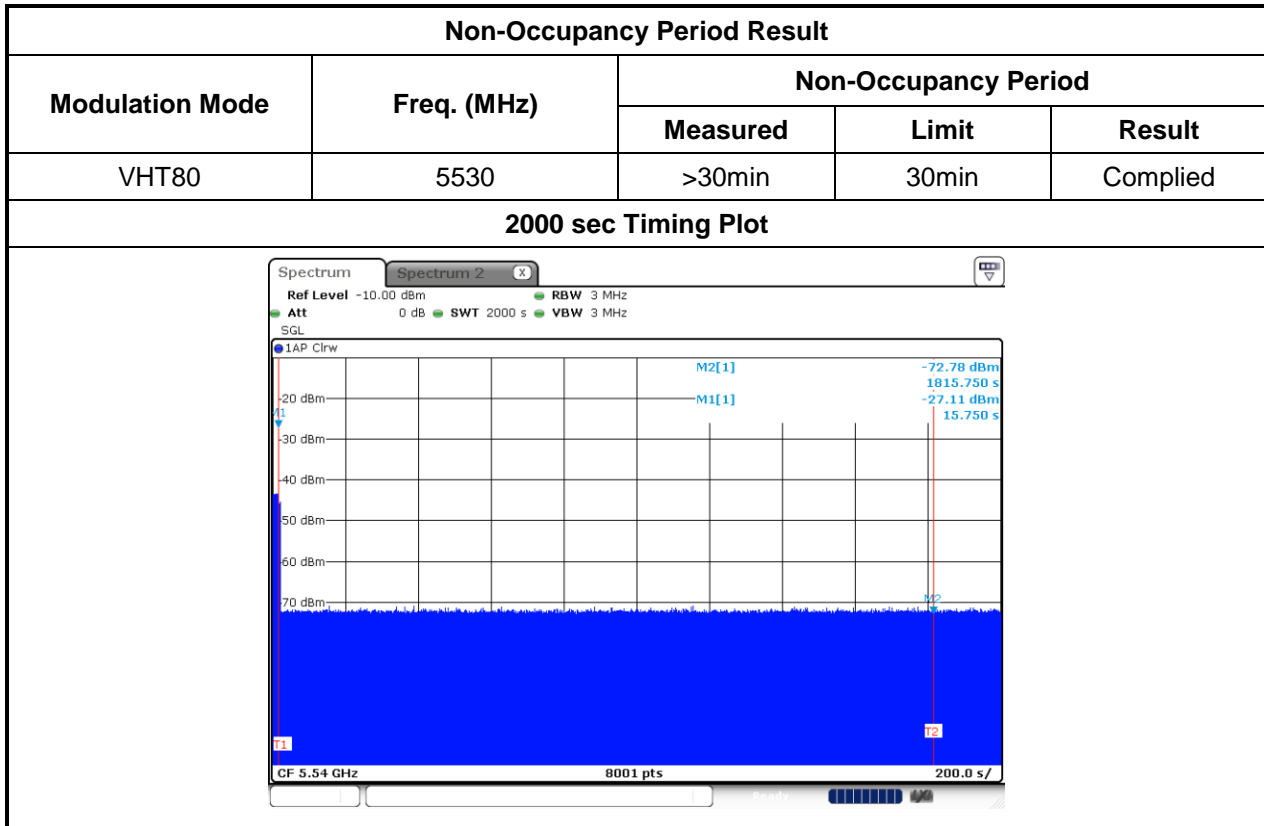 Non-Occupancy Period Result
Modulation Mode
Freq. (MHz)
Non-Occupancy Period
Measured
Limit
Result
VHT80
5530
>30min
30min
Complied
2000 sec Timing Plot
Spectrum
Spectrum 2
Ref Level -10.00 dBm
RBW 3 MHz
Att 0 dB SWT 2000 s VBW 3 MHz
SGL
1AP Clrw
M2[1] -72.78 dBm
1815.750 s
M1[1] -27.11 dBm
15.750 s
-20 dBm
M1
-30 dBm
-40 dBm
-50 dBm
-60 dBm
-70 dBm
M2
T2
T1
CF 5.54 GHz 8001 pts 200.0 s/
Ready